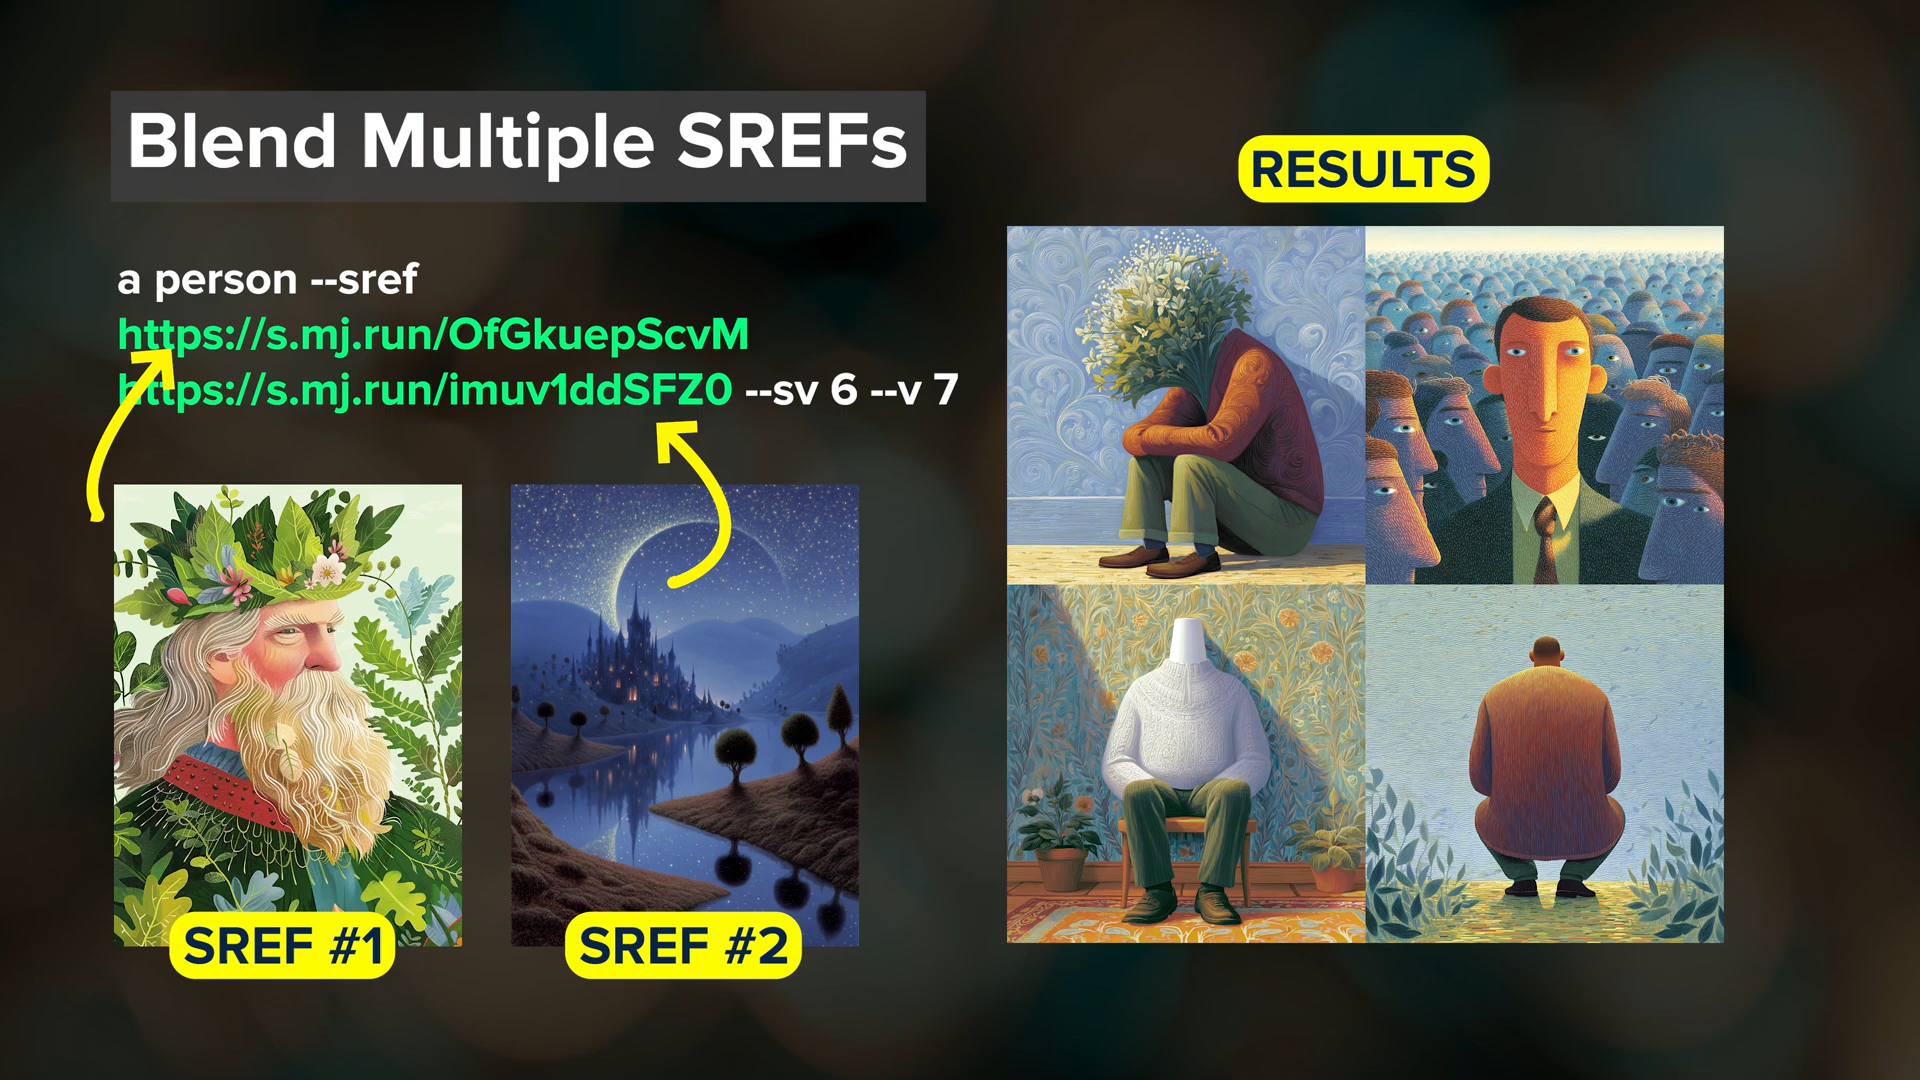 Blend Multiple SREFs
a person --sref
https://s.mj.run/OfGkuepScvM
https://s.mj.run/imuv1ddSFZ0 --sv 6 --v 7
SREF #1
SREF #2
RESULTS